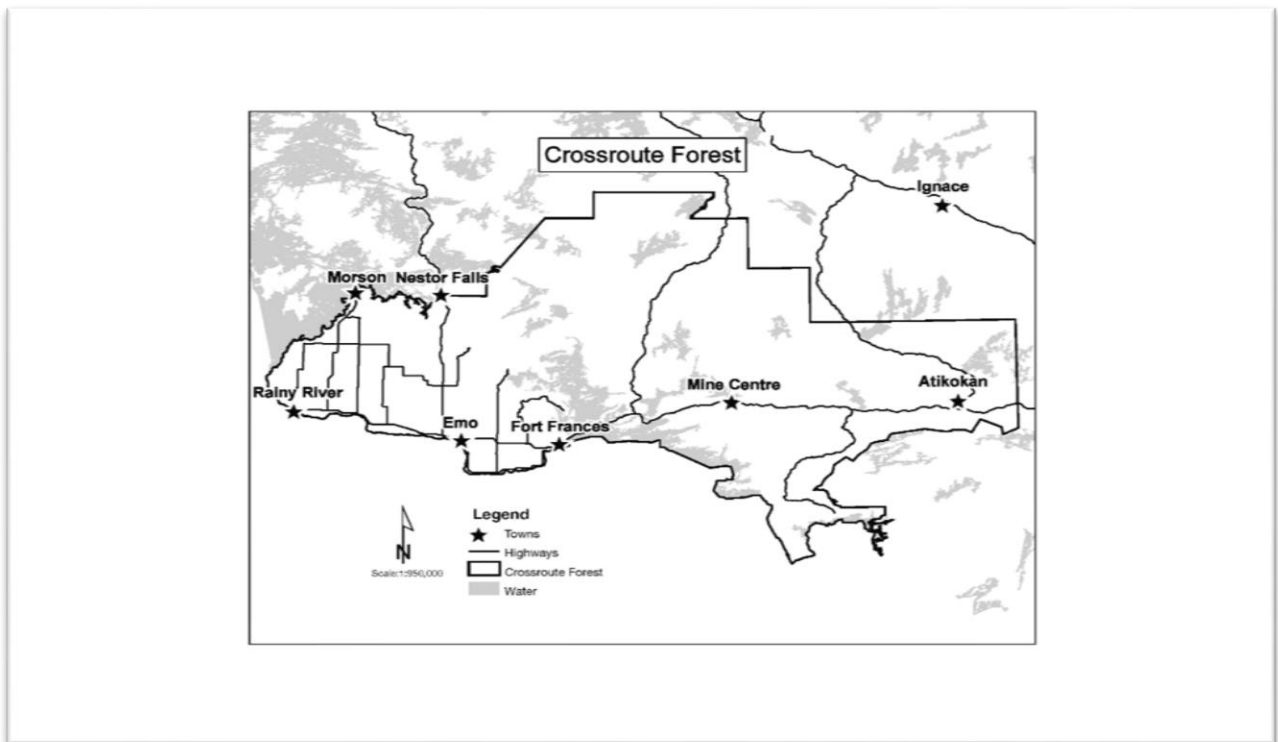 Crossroute Forest
Ignace
Morson Nestor Falls
Rainy River
Mine Centre
Atikokan
Emo
Fort Frances
Legend
Towns
N
Highways
Scale:1:950,000
Crossroute Forest
Water